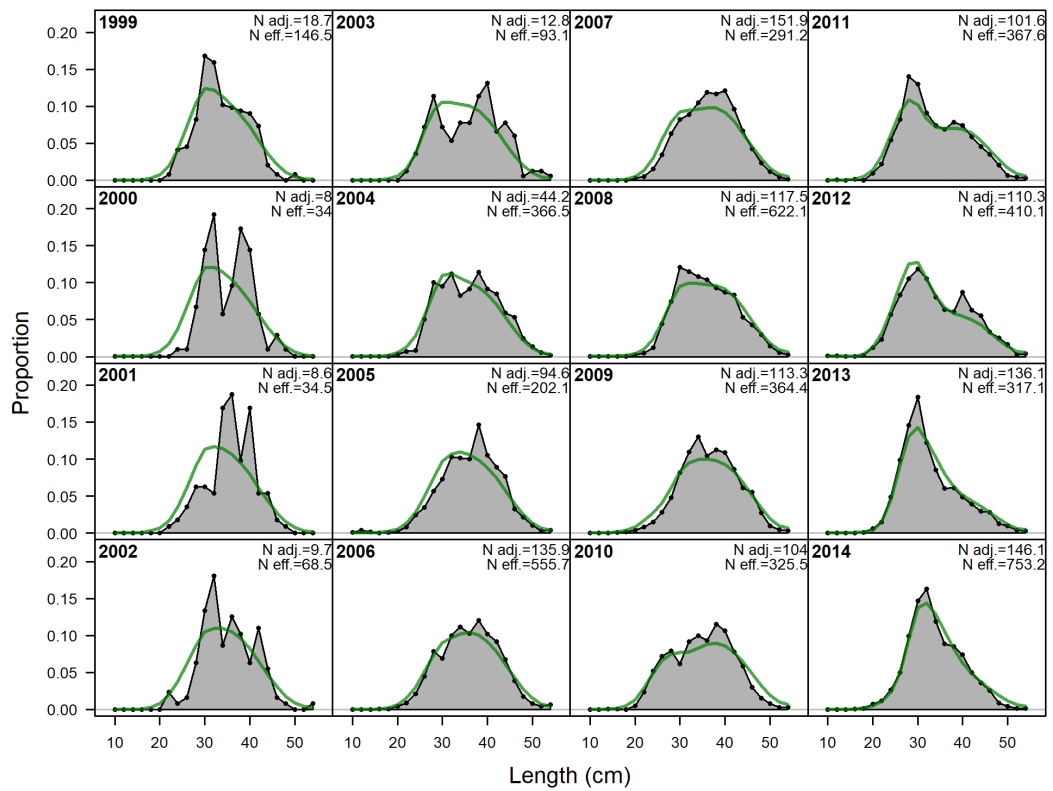 1999 N adj.=18.7 N eff.=146.5
2003 N adj.=12.8 N eff.=93.1
2007 N adj.=151.9 N eff.=291.2
2011 N adj.=101.6 N eff.=367.6
0.20
0.15
0.10
0.05
0.00
2000 N adj.=8 N eff.=34
2004 N adj.=44.2 N eff.=366.5
2008 N adj.=117.5 N eff.=622.1
2012 N adj.=110.3 N eff.=410.1
0.20
0.15
0.10
0.05
0.00
2001 N adj.=8.6 N eff.=34.5
2005 N adj.=94.6 N eff.=202.1
2009 N adj.=113.3 N eff.=364.4
2013 N adj.=136.1 N eff.=317.1
0.20
0.15
0.10
0.05
0.00
2002 N adj.=9.7 N eff.=68.5
2006 N adj.=135.9 N eff.=555.7
2010 N adj.=104 N eff.=325.5
2014 N adj.=146.1 N eff.=753.2
0.20
0.15
0.10
0.05
0.00
Proportion
10 20 30 40 50 10 20 30 40 50 10 20 30 40 50 10 20 30 40 50
Length (cm)